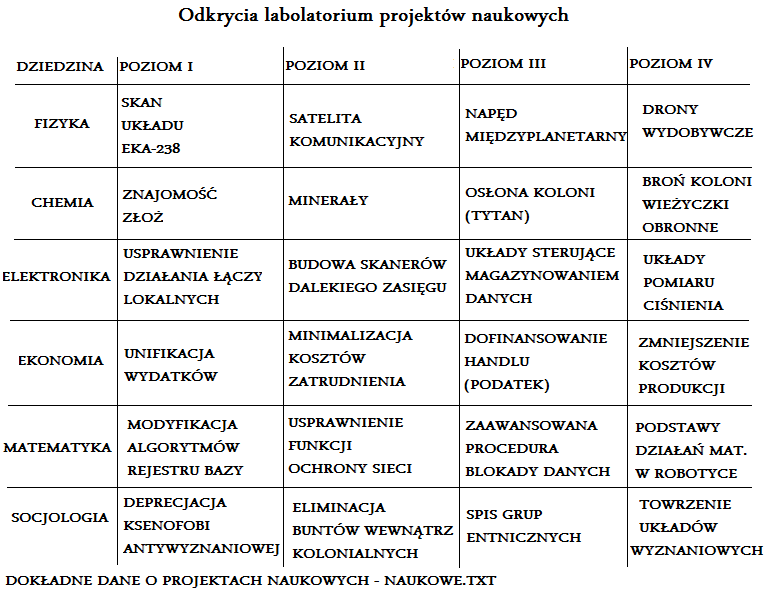 Odkrycia labolatorium projektów naukowych
DZIEDZINA POZIOM I POZIOM II POZIOM III POZIOM IV
FIZYKA
SKAN
UKŁADU
EKA-238
SATELITA
KOMUNIKACYJNY
NAPĘD
MIĘDZYPLANETARNY
DRONY
WYDOBYWCZE
CHEMIA
ZNAJOMOŚĆ
ZŁOŻ
MINERAŁY
OSŁONA KOLONI
(TYTAN)
BROŃ KOLONI
WIEŻYCZKI
OBRONNE
ELEKTRONIKA
USPRAWNIENIE
DZIAŁANIA ŁĄCZY
LOKALNYCH
BUDOWA SKANERÓW
DALEKIEGO ZASIĘGU
UKŁADY STERUJĄCE
MAGAZYNOWANIEM
DANYCH
UKŁADY
POMIARU
CIŚNIENIA
EKONOMIA
UNIFIKACJA
WYDATKÓW
MINIMALIZACJA
KOSZTÓW
ZATRUDNIENIA
DOFINANSOWANIE
HANDLU
(PODATEK)
ZMNIEJSZENIE
KOSZTÓW
PRODUKCJI
MATEMATYKA
MODYFIKACJA
ALGORYTMÓW
REJESTRU BAZY
USPRAWNIENIE
FUNKCJI
OCHRONY SIECI
ZAAWANSOWANA
PROCEDURA
BLOKADY DANYCH
PODSTAWY
DZIAŁAŃ MAT.
W ROBOTYCE
SOCJOLOGIA
DEPRECJACJA
KSENOFOBI
ANTYWYZNANIOWEJ
ELIMINACJA
BUNTÓW WEWNĄTRZ
KOLONIALNYCH
SPIS GRUP
ENTNICZNYCH
TOWRZENIE
UKŁADÓW
WYZNANIOWYCH
DOKŁADNE DANE O PROJEKTACH NAUKOWYCH - NAUKOWE.TXT